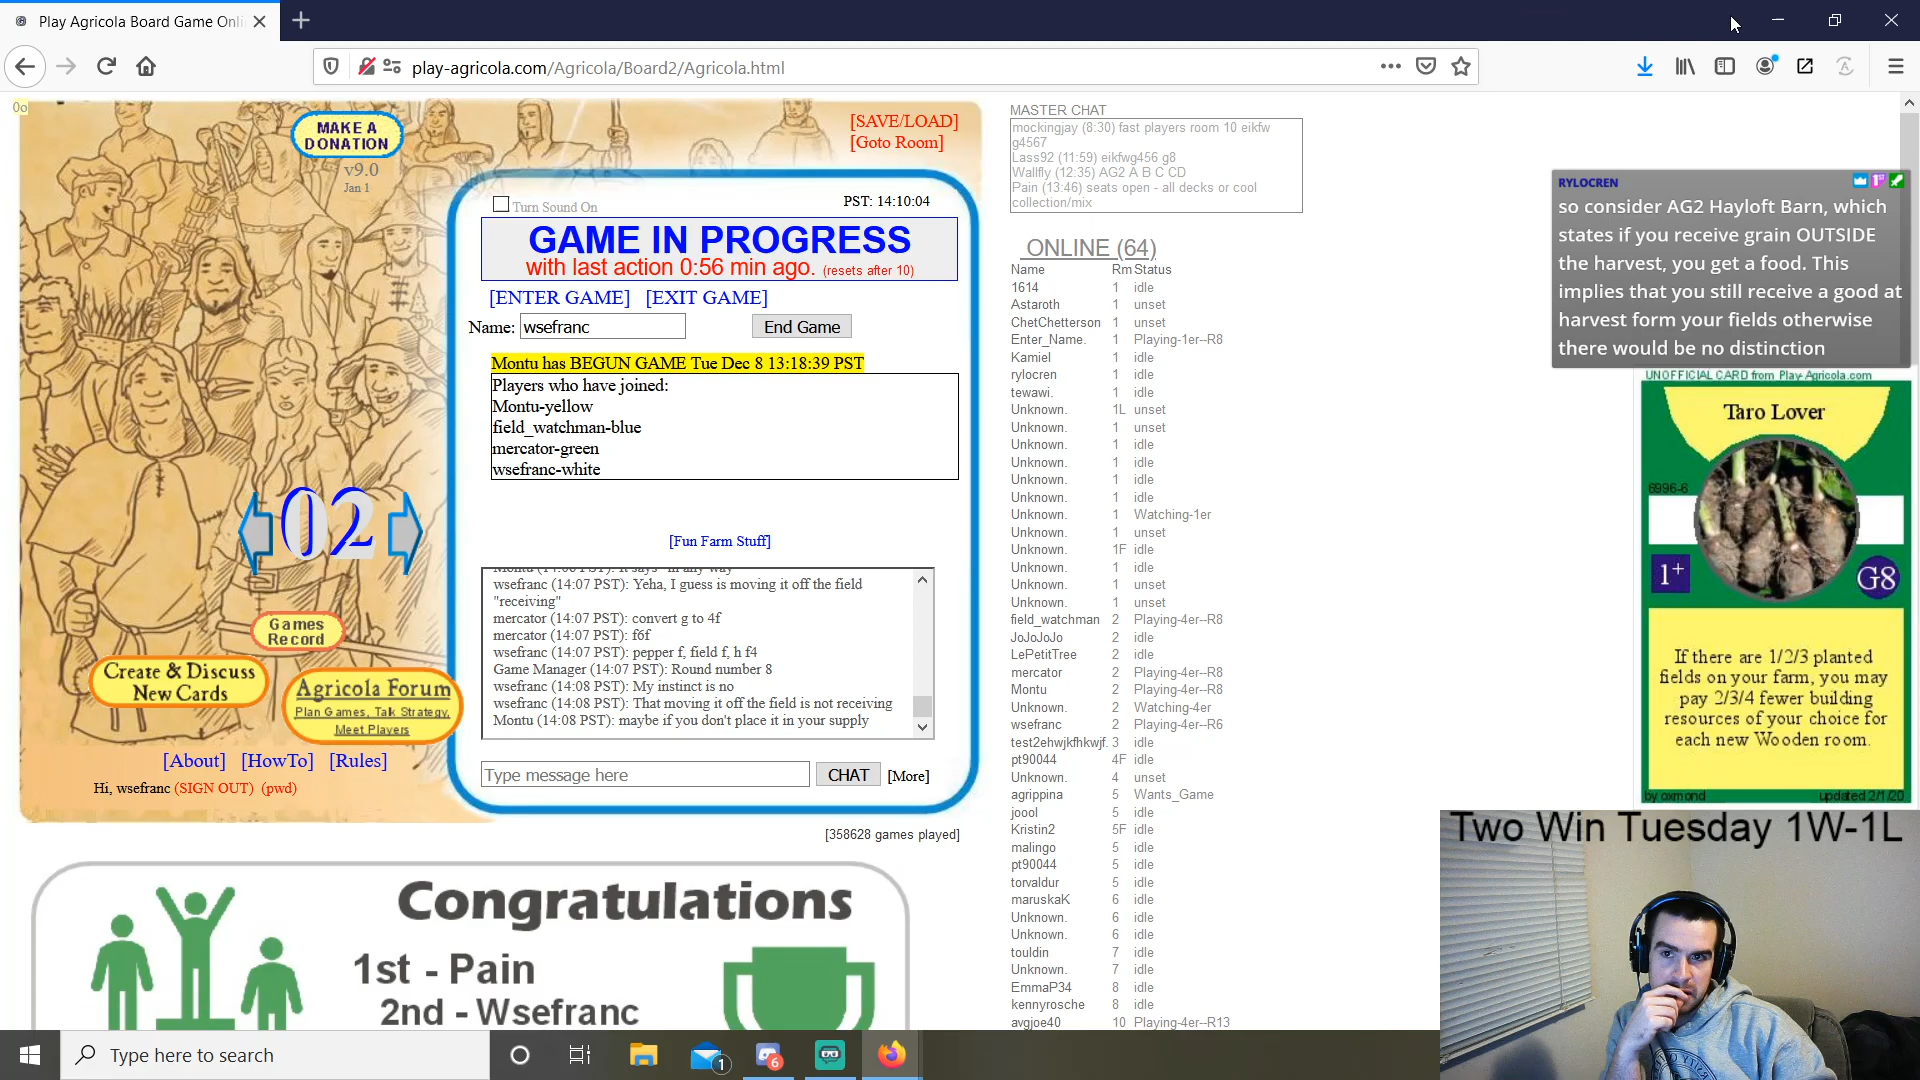 Play Agricola Board Game Onli
play-agricola.com/Agricola/Board2/Agricola.html
0o
MAKE A
DONATION
v9.0
Jan 1
[SAVE/LOAD]
[Goto Room]
Turn Sound On
PST: 14:10:04
GAME IN PROGRESS
with last action 0:56 min ago. (resets after 10)
[ENTER GAME] [EXIT GAME]
Name: wsefranc
End Game
Montu has BEGUN GAME Tue Dec 8 13:18:39 PST
Players who have joined:
Montu-yellow
field_watchman-blue
mercator-green
wsefranc-white
02
[Fun Farm Stuff]
Games
Record
Create & Discuss
New Cards
Agricola Forum
Plan Games, Talk Strategy,
Meet Players
[About] [HowTo] [Rules]
Hi, wsefranc (SIGN OUT) (pwd)
wsefranc (14:07 PST): Yeha, I guess is moving it off the field
"receiving"
mercator (14:07 PST): convert g to 4f
mercator (14:07 PST): f6f
wsefranc (14:07 PST): pepper f, field f, h f4
Game Manager (14:07 PST): Round number 8
wsefranc (14:08 PST): My instinct is no
wsefranc (14:08 PST): That moving it off the field is not receiving
Montu (14:08 PST): maybe if you don't place it in your supply
Type message here
CHAT
[More]
[358628 games played]
Congratulations
1st - Pain
2nd - Wsefranc
MASTER CHAT
mockingjay (8:30) fast players room 10 eikfw
g4567
Lass92 (11:59) eikfwg456 g8
Wallfly (12:35) AG2 A B C CD
Pain (13:46) seats open - all decks or cool
collection/mix
ONLINE (64)
Name Rm Status
1614 1 idle
Astaroth 1 unset
ChetChetterson 1 unset
Enter_Name. 1 Playing-1er--R8
Kamiel 1 idle
rylocren 1 idle
tewawi. 1 idle
Unknown. 1L unset
Unknown. 1 unset
Unknown. 1 idle
Unknown. 1 idle
Unknown. 1 idle
Unknown. 1 idle
Unknown. 1 Watching-1er
Unknown. 1 unset
Unknown. 1F idle
Unknown. 1 idle
Unknown. 1 unset
Unknown. 1 unset
field_watchman 2 Playing-4er--R8
JoJoJoJo 2 idle
LePetitTree 2 idle
mercator 2 Playing-4er--R8
Montu 2 Playing-4er--R8
Unknown. 2 Watching-4er
wsefranc 2 Playing-4er--R6
test2ehwjkfhkwjf. 3 idle
pt90044 4F idle
Unknown. 4 unset
agrippina 5 Wants_Game
joool 5 idle
Kristin2 5F idle
malingo 5 idle
pt90044 5 idle
torvaldur 5 idle
maruskaK 6 idle
Unknown. 6 idle
Unknown. 6 idle
touldin 7 idle
Unknown. 7 idle
EmmaP34 8 idle
kennyrosche 8 idle
avgjoe40 10 Playing-4er--R13
RYLOCREN
so consider AG2 Hayloft Barn, which
states if you receive grain OUTSIDE
the harvest, you get a food. This
implies that you still receive a good at
harvest form your fields otherwise
there would be no distinction
UNOFFICIAL CARD from Play-Agricola.com
Taro Lover
6996-6
1+
G8
If there are 1/2/3 planted
fields on your farm, you may
pay 2/3/4 fewer building
resources of your choice for
each new Wooden room.
by oxmond
updated 2/1/20
Two Win Tuesday 1W-1L
Type here to search
1
6